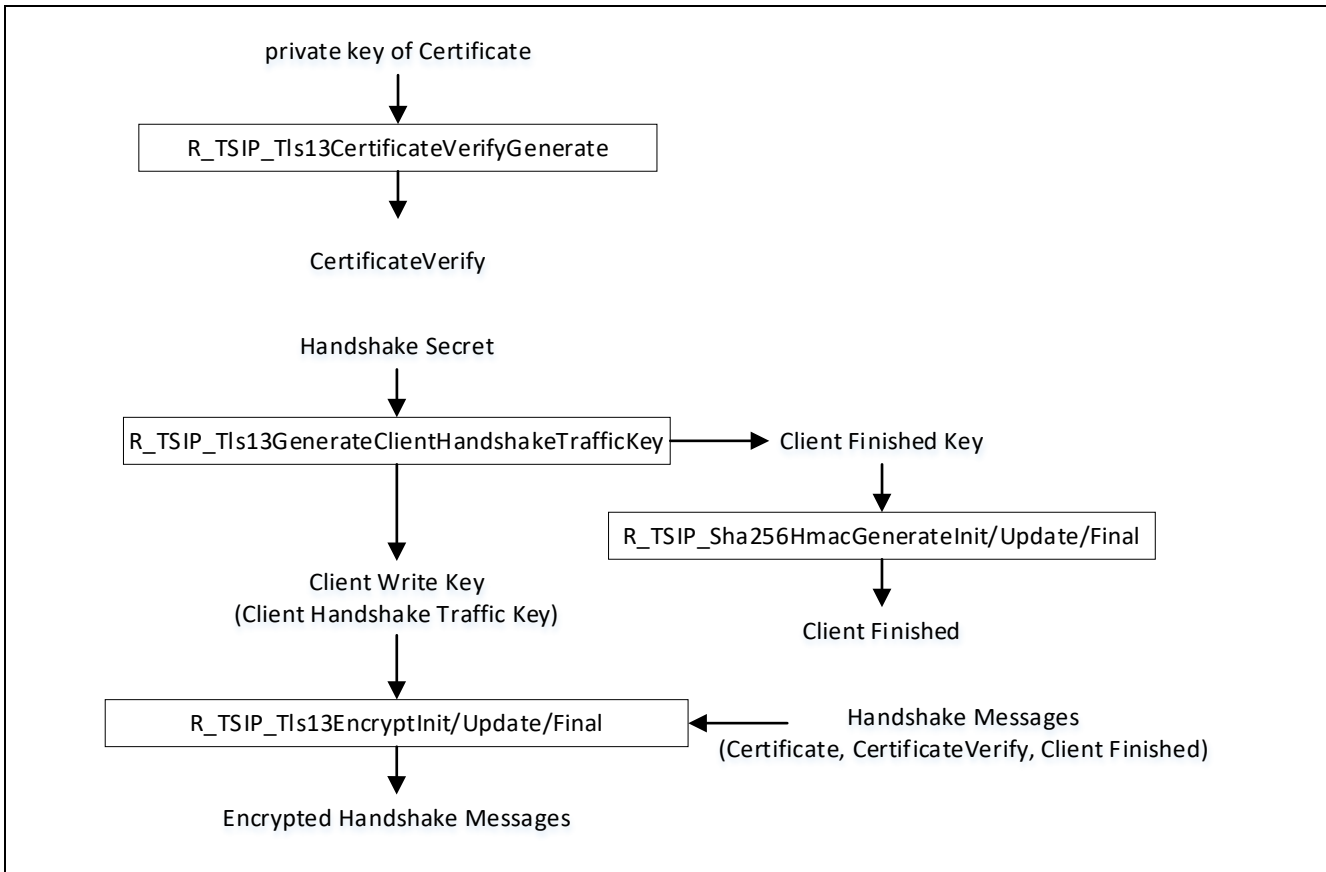 private key of Certificate
R_TSIP_Tls13CertificateVerifyGenerate
CertificateVerify
Handshake Secret
R_TSIP_Tls13GenerateClientHandshakeTrafficKey
Client Finished Key
R_TSIP_Sha256HmacGenerateInit/Update/Final
Client Write Key
(Client Handshake Traffic Key)
Client Finished
R_TSIP_Tls13EncryptInit/Update/Final
Handshake Messages
(Certificate, CertificateVerify, Client Finished)
Encrypted Handshake Messages